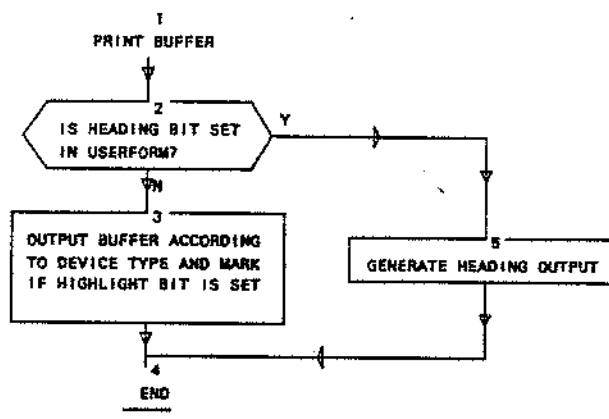 1
PRINT BUFFER
2
IS HEADING BIT SET
IN USERFORM?
Y
N
3
OUTPUT BUFFER ACCORDING
TO DEVICE TYPE AND MARK
IF HIGHLIGHT BIT IS SET
5
GENERATE HEADING OUTPUT
4
END